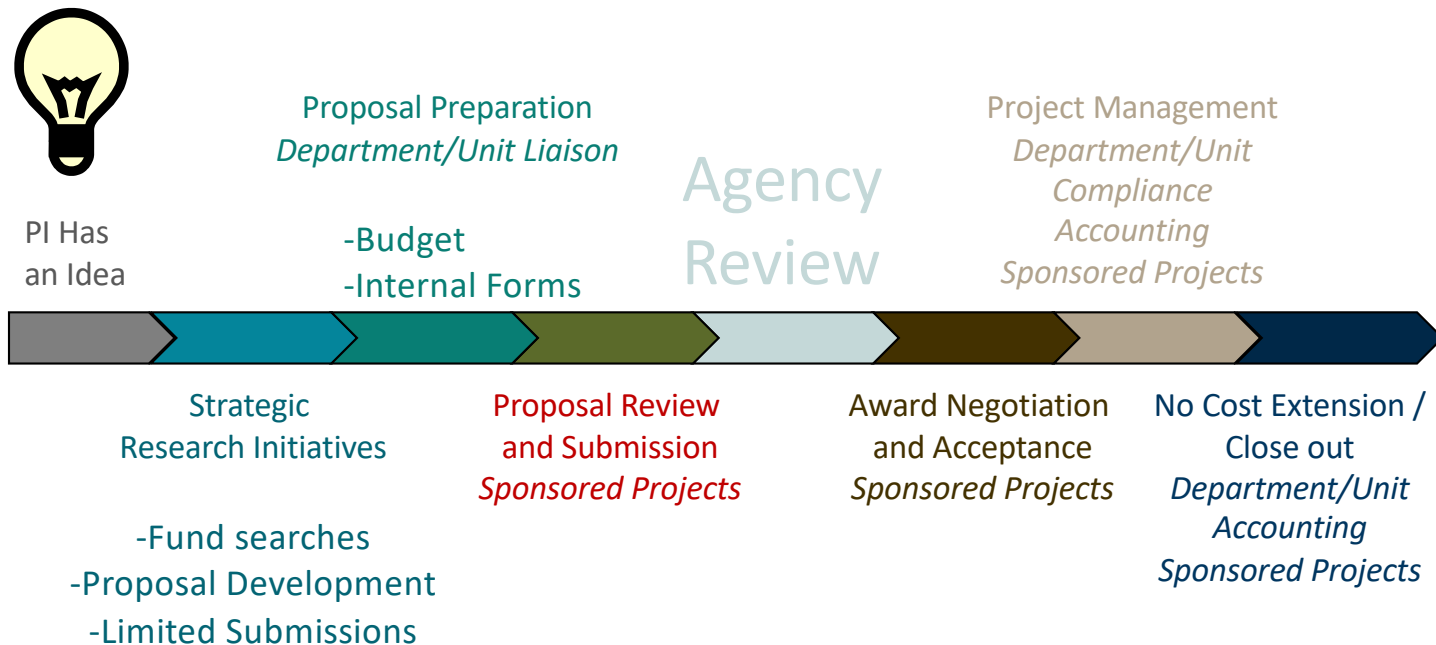 PI Has
an Idea
Strategic
Research Initiatives
-Fund searches
-Proposal Development
-Limited Submissions
Proposal Preparation
Department/Unit Liaison
-Budget
-Internal Forms
Proposal Review
and Submission
Sponsored Projects
Agency
Review
Award Negotiation
and Acceptance
Sponsored Projects
Project Management
Department/Unit
Compliance
Accounting
Sponsored Projects
No Cost Extension /
Close out
Department/Unit
Accounting
Sponsored Projects